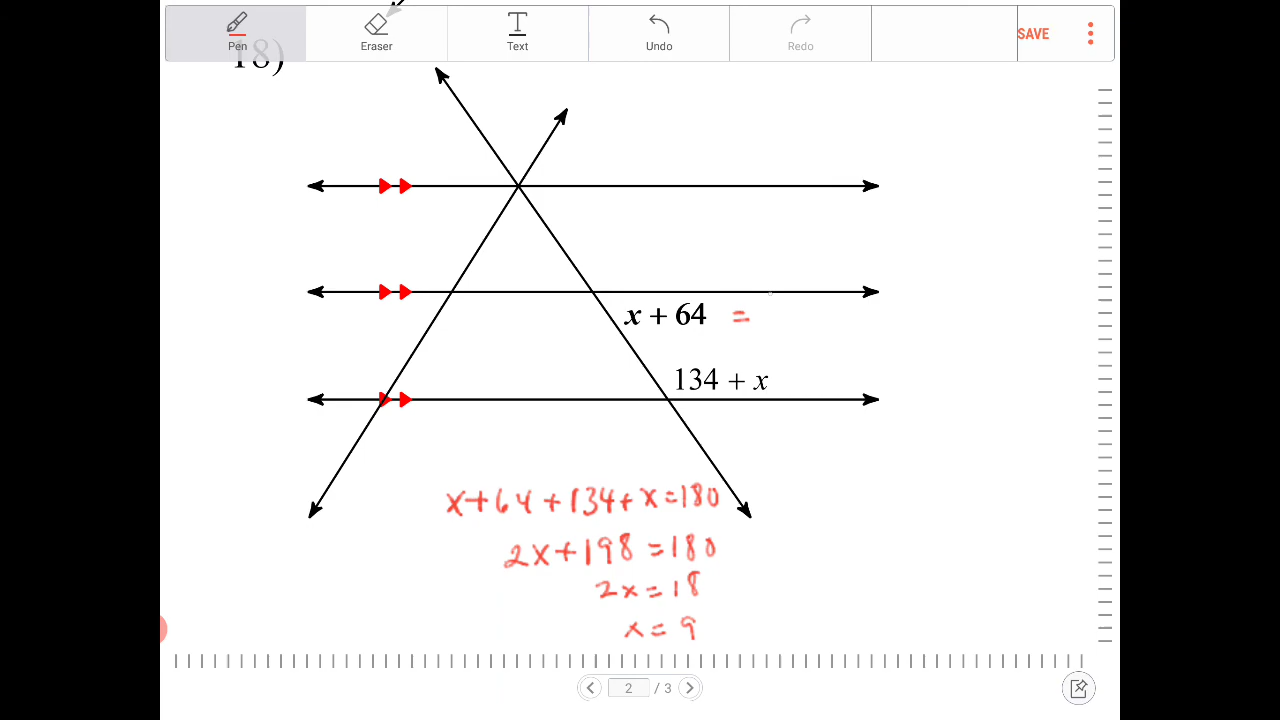 Pen
Eraser
Text
Undo
Redo
SAVE
18)
x + 64 =
134 + x
x+64+134+x=180
2x+198=180
2x=18
x=9
2 / 3